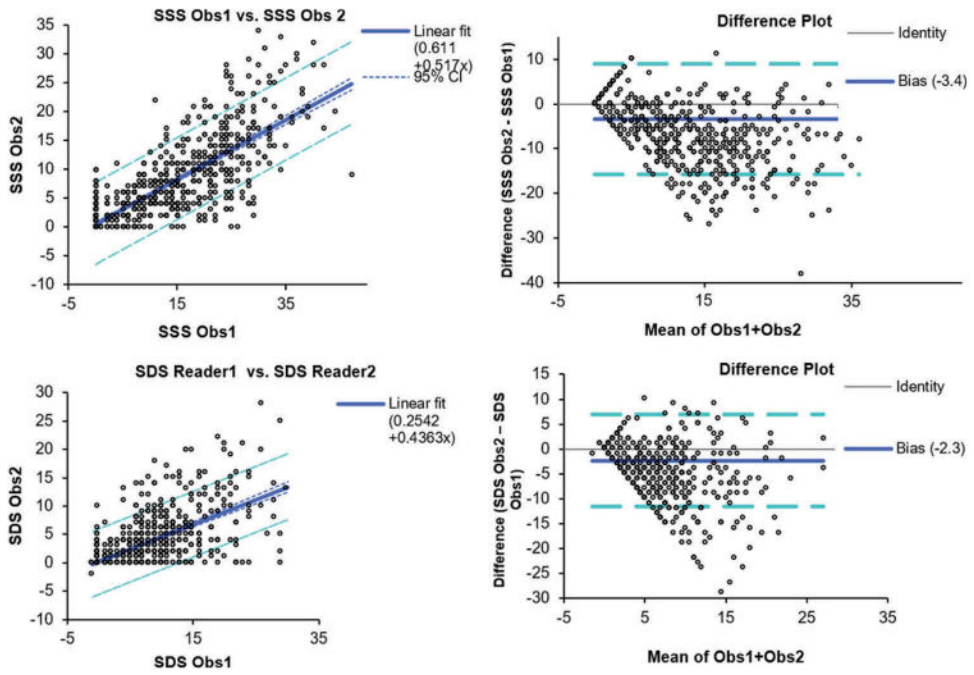 SSS Obs1 vs. SSS Obs 2
35
30
25
20
15
10
5
0
-5
-10
-5
15
35
SSS Obs2
SSS Obs1
Linear fit
(0.611
+0.517x)
95% CI
Difference Plot
20
10
0
-10
-20
-30
-40
-5
15
35
Difference (SSS Obs2 - SSS Obs1)
Mean of Obs1+Obs2
Identity
Bias (-3.4)
SDS Reader1 vs. SDS Reader2
30
25
20
15
10
5
0
-5
-10
-5
15
35
SDS Obs2
SDS Obs1
Linear fit
(0.2542
+0.4363x)
Difference Plot
15
10
5
0
-5
-10
-15
-20
-25
-30
-5
5
15
25
35
Difference (SDS Obs2 – SDS
Obs1)
Mean of Obs1+Obs2
Identity
Bias (-2.3)